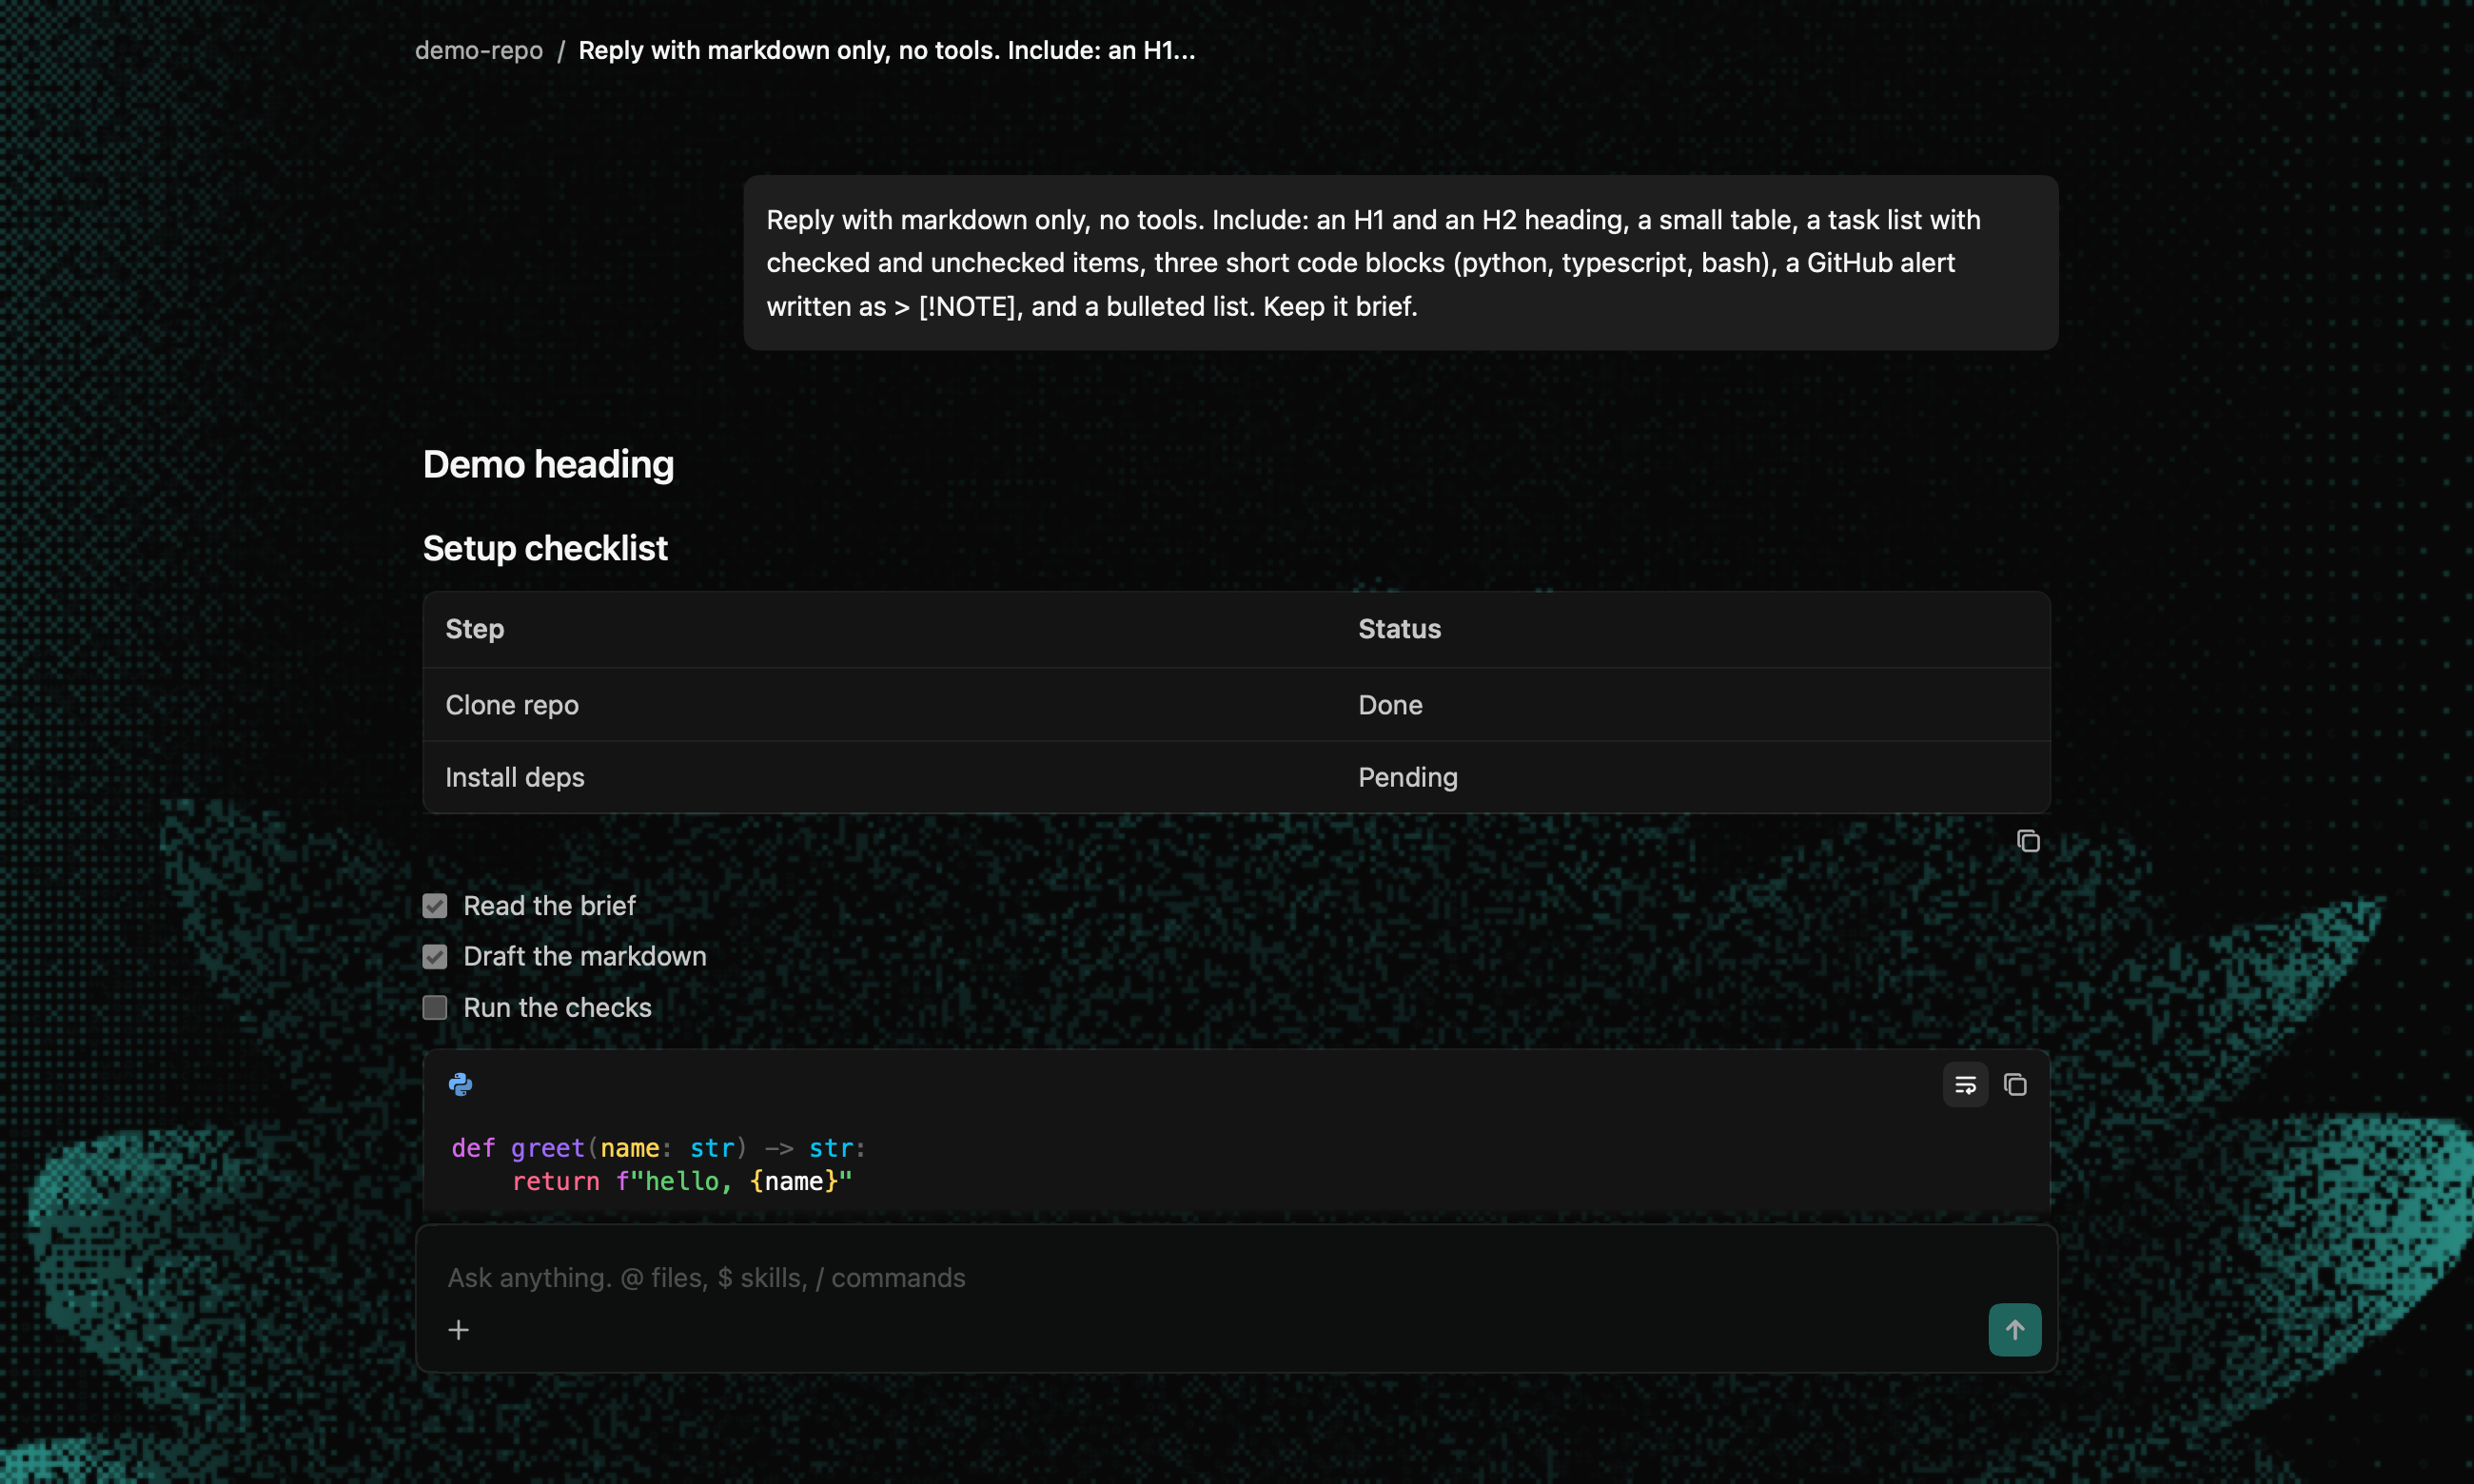 demo-repo / Reply with markdown only, no tools. Include: an H1...
Reply with markdown only, no tools. Include: an H1 and an H2 heading, a small table, a task list with
checked and unchecked items, three short code blocks (python, typescript, bash), a GitHub alert
written as > [!NOTE], and a bulleted list. Keep it brief.
Demo heading
Setup checklist
Step Status
Clone repo Done
Install deps Pending
Read the brief
Draft the markdown
Run the checks
def greet(name: str) -> str:
    return f"hello, {name}"
Ask anything. @ files, $ skills, / commands